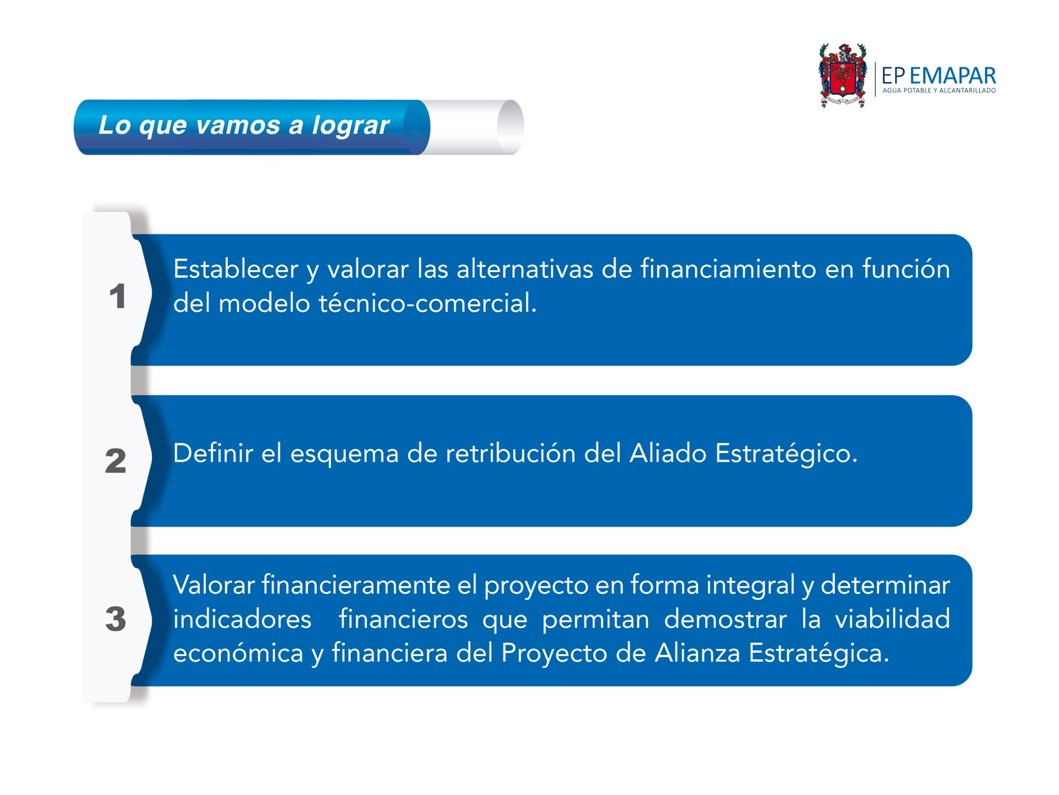 EP EMAPAR
AGUA POTABLE Y ALCANTARILLADO
Lo que vamos a lograr
1
Establecer y valorar las alternativas de financiamiento en función
del modelo técnico-comercial.
2
Definir el esquema de retribución del Aliado Estratégico.
3
Valorar financieramente el proyecto en forma integral y determinar
indicadores financieros que permitan demostrar la viabilidad
económica y financiera del Proyecto de Alianza Estratégica.